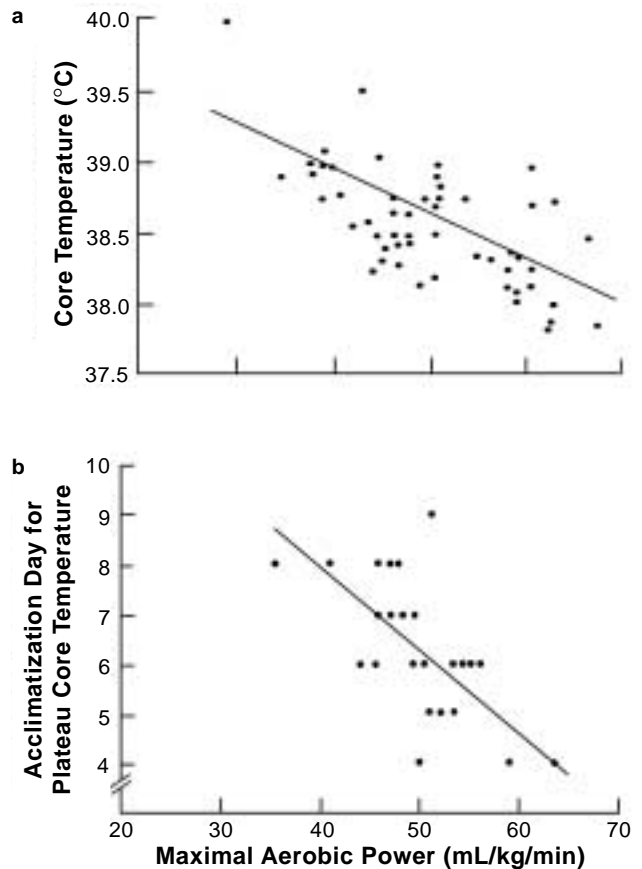 a
Core Temperature (°C)
40.0
39.5
39.0
38.5
38.0
37.5
b
Acclimatization Day for
Plateau Core Temperature
10
9
8
7
6
5
4
20 30 40 50 60 70
Maximal Aerobic Power (mL/kg/min)